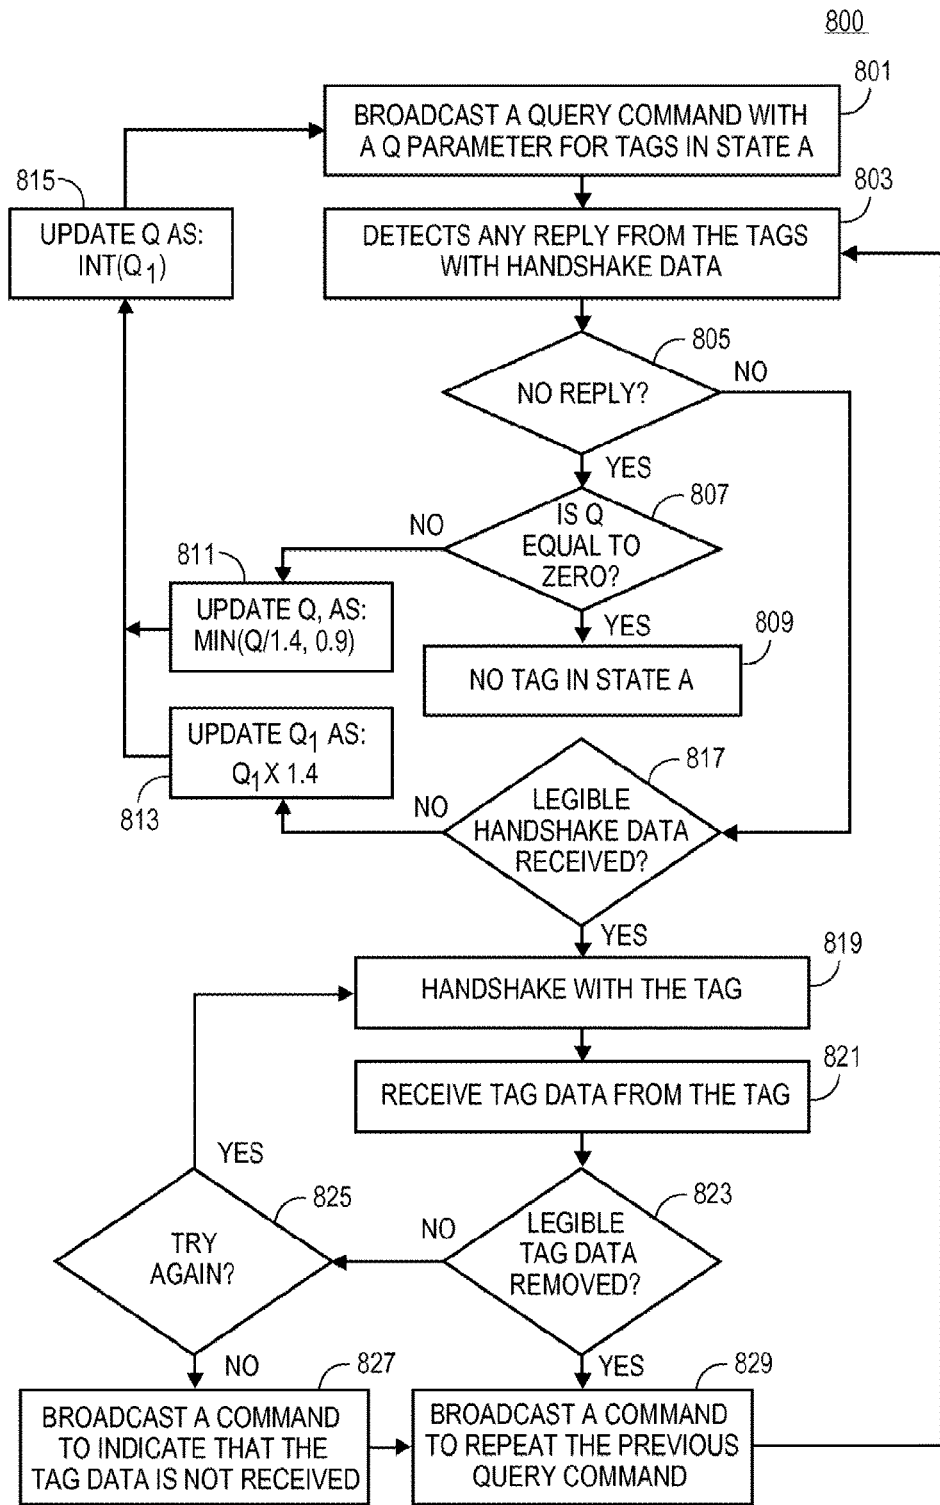 800
801
BROADCAST A QUERY COMMAND WITH
A Q PARAMETER FOR TAGS IN STATE A
815
UPDATE Q AS:
INT(Q1)
803
DETECTS ANY REPLY FROM THE TAGS
WITH HANDSHAKE DATA
805
NO REPLY?
NO
YES
807
IS Q
EQUAL TO
ZERO?
NO
811
UPDATE Q, AS:
MIN(Q/1.4, 0.9)
YES
809
NO TAG IN STATE A
UPDATE Q1 AS:
Q1 X 1.4
813
817
LEGIBLE
HANDSHAKE DATA
RECEIVED?
NO
YES
819
HANDSHAKE WITH THE TAG
821
RECEIVE TAG DATA FROM THE TAG
YES
825
TRY
AGAIN?
NO
823
LEGIBLE
TAG DATA
REMOVED?
NO
827
BROADCAST A COMMAND
TO INDICATE THAT THE
TAG DATA IS NOT RECEIVED
YES
829
BROADCAST A COMMAND
TO REPEAT THE PREVIOUS
QUERY COMMAND